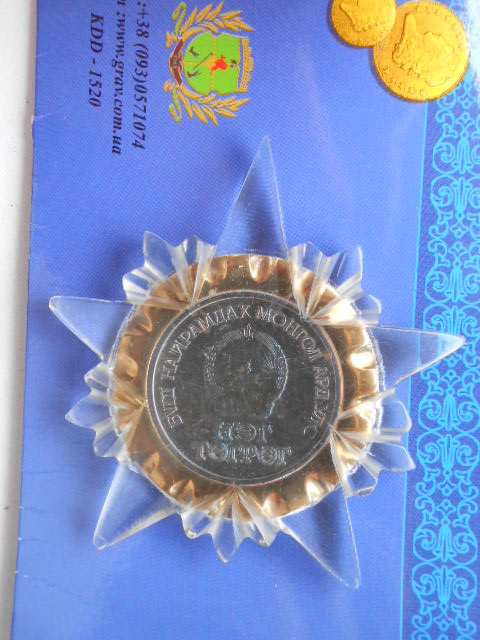 :+38 (093)0571074
:www.grav.com.ua
KDD - 1520
БҮГД НАЙРАМДАХ МОНГОЛ АРД УЛС
НЭГ
ТӨГРӨГ